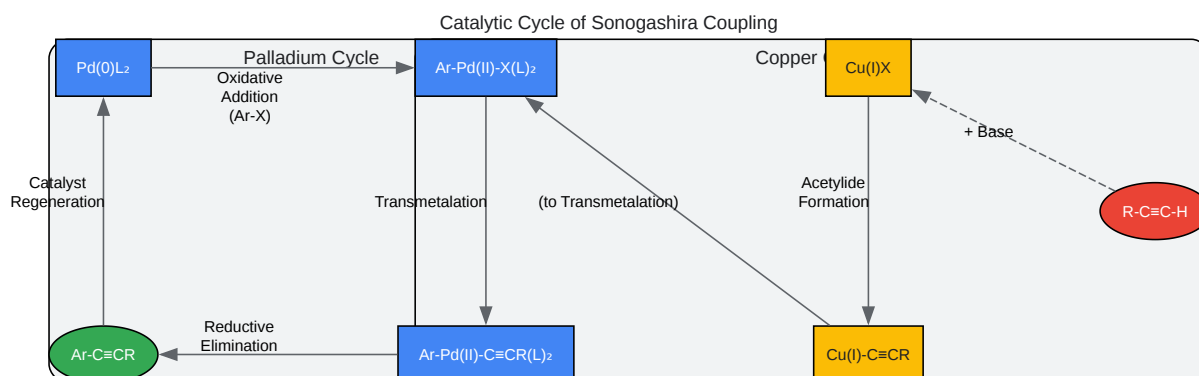 Catalytic Cycle of Sonogashira Coupling
Palladium Cycle
Copper
Pd(0)L₂
Oxidative
Addition
(Ar-X)
Ar-Pd(II)-X(L)₂
Cu(I)X
+ Base
Catalyst
Regeneration
Transmetalation
(to Transmetalation)
Acetylide
Formation
R-C≡C-H
Ar-C≡CR
Reductive
Elimination
Ar-Pd(II)-C≡CR(L)₂
Cu(I)-C≡CR